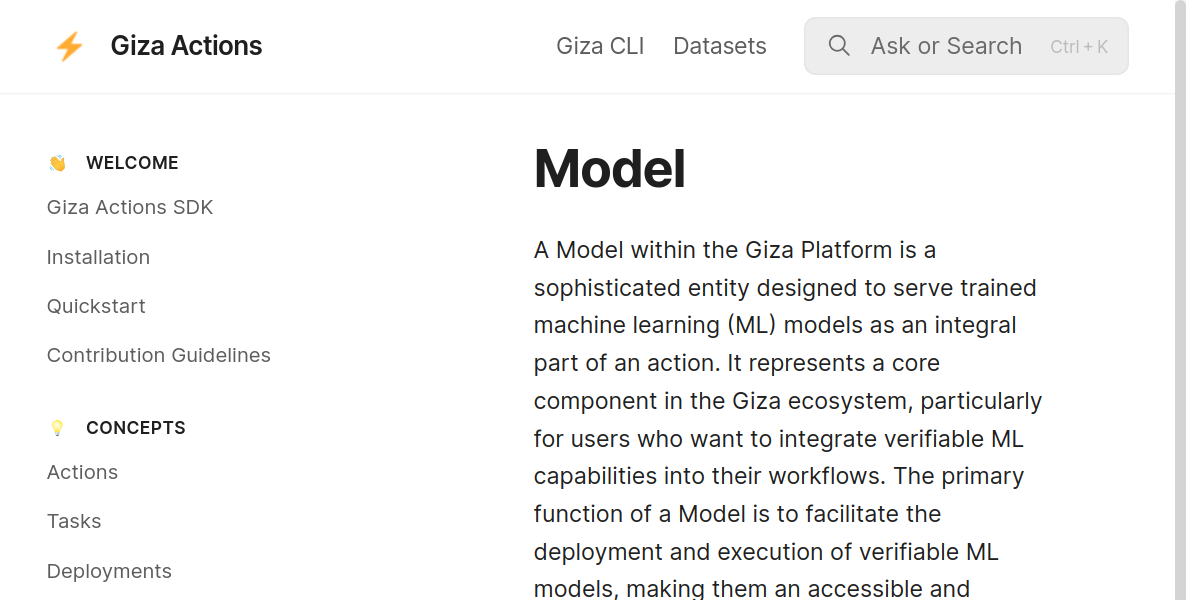 Giza Actions
Giza CLI
Datasets
Ask or Search
Ctrl + K
WELCOME
Giza Actions SDK
Installation
Quickstart
Contribution Guidelines
CONCEPTS
Actions
Tasks
Deployments
Model
A Model within the Giza Platform is a
sophisticated entity designed to serve trained
machine learning (ML) models as an integral
part of an action. It represents a core
component in the Giza ecosystem, particularly
for users who want to integrate verifiable ML
capabilities into their workflows. The primary
function of a Model is to facilitate the
deployment and execution of verifiable ML
models, making them an accessible and